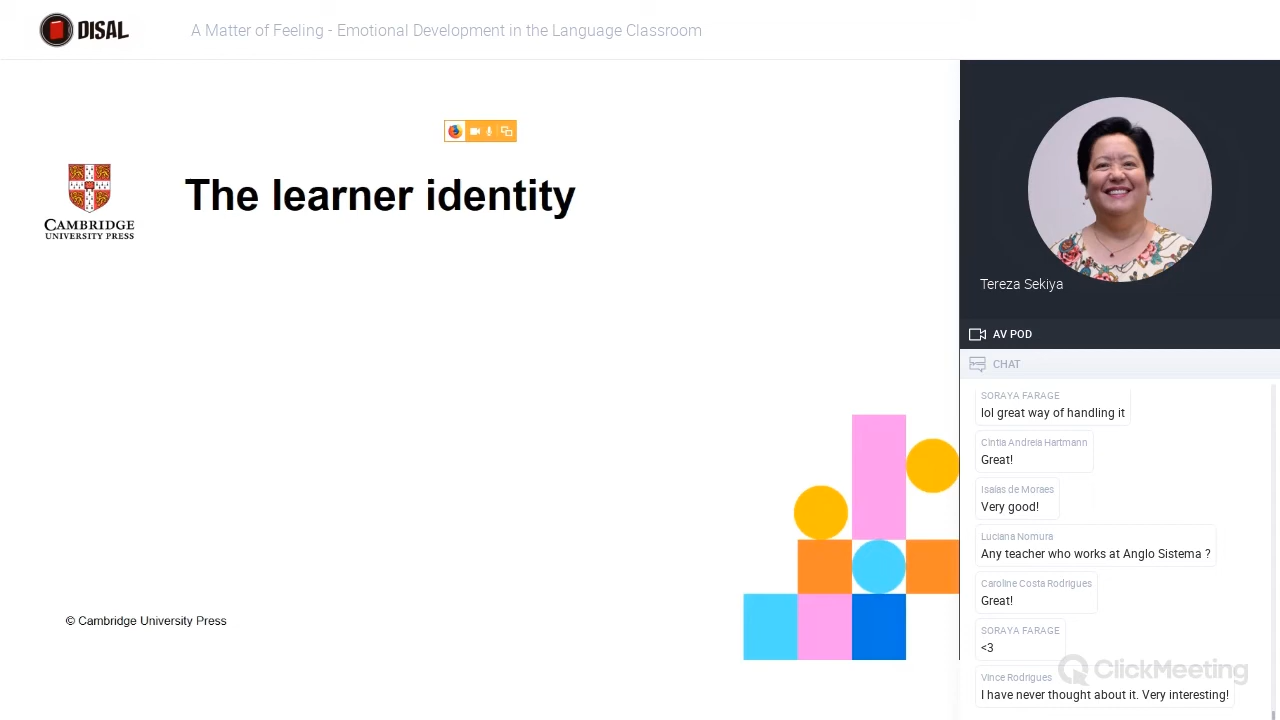 DISAL
A Matter of Feeling - Emotional Development in the Language Classroom
The learner identity
CAMBRIDGE
UNIVERSITY PRESS
© Cambridge University Press
Tereza Sekiya
AV POD
CHAT
SORAYA FARAGE
lol great way of handling it
Cintia Andreia Hartmann
Great!
Isaías de Moraes
Very good!
Luciana Nomura
Any teacher who works at Anglo Sistema ?
Caroline Costa Rodrigues
Great!
SORAYA FARAGE
<3
Vince Rodrigues
I have never thought about it. Very interesting!
ClickMeeting